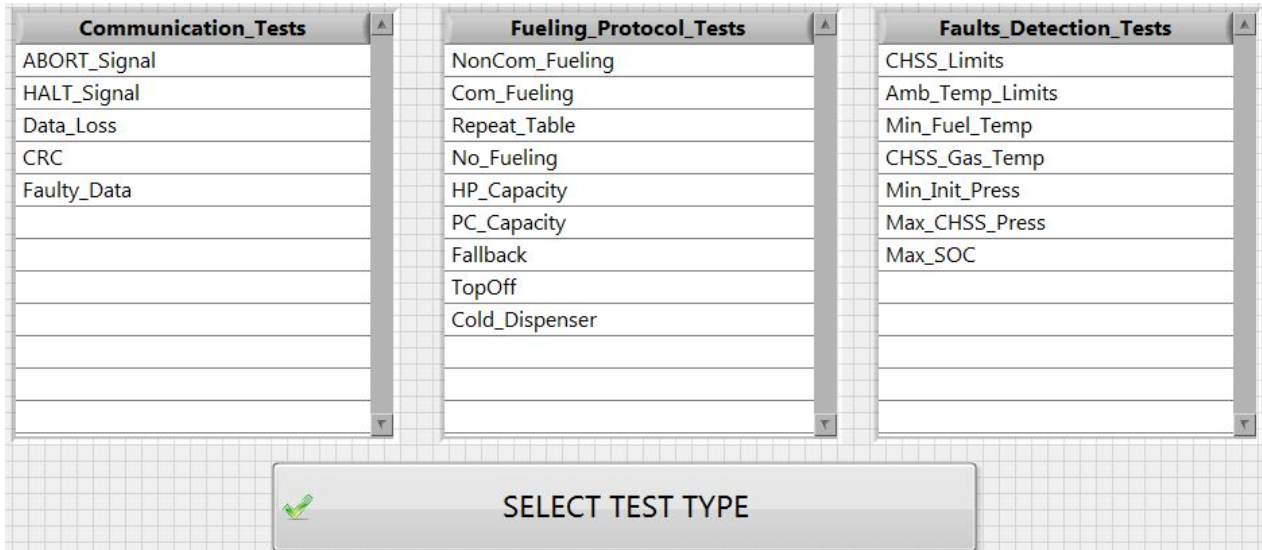 Communication_Tests
ABORT_Signal
HALT_Signal
Data_Loss
CRC
Faulty_Data
Fueling_Protocol_Tests
NonCom_Fueling
Com_Fueling
Repeat_Table
No_Fueling
HP_Capacity
PC_Capacity
Fallback
TopOff
Cold_Dispenser
Faults_Detection_Tests
CHSS_Limits
Amb_Temp_Limits
Min_Fuel_Temp
CHSS_Gas_Temp
Min_Init_Press
Max_CHSS_Press
Max_SOC
SELECT TEST TYPE